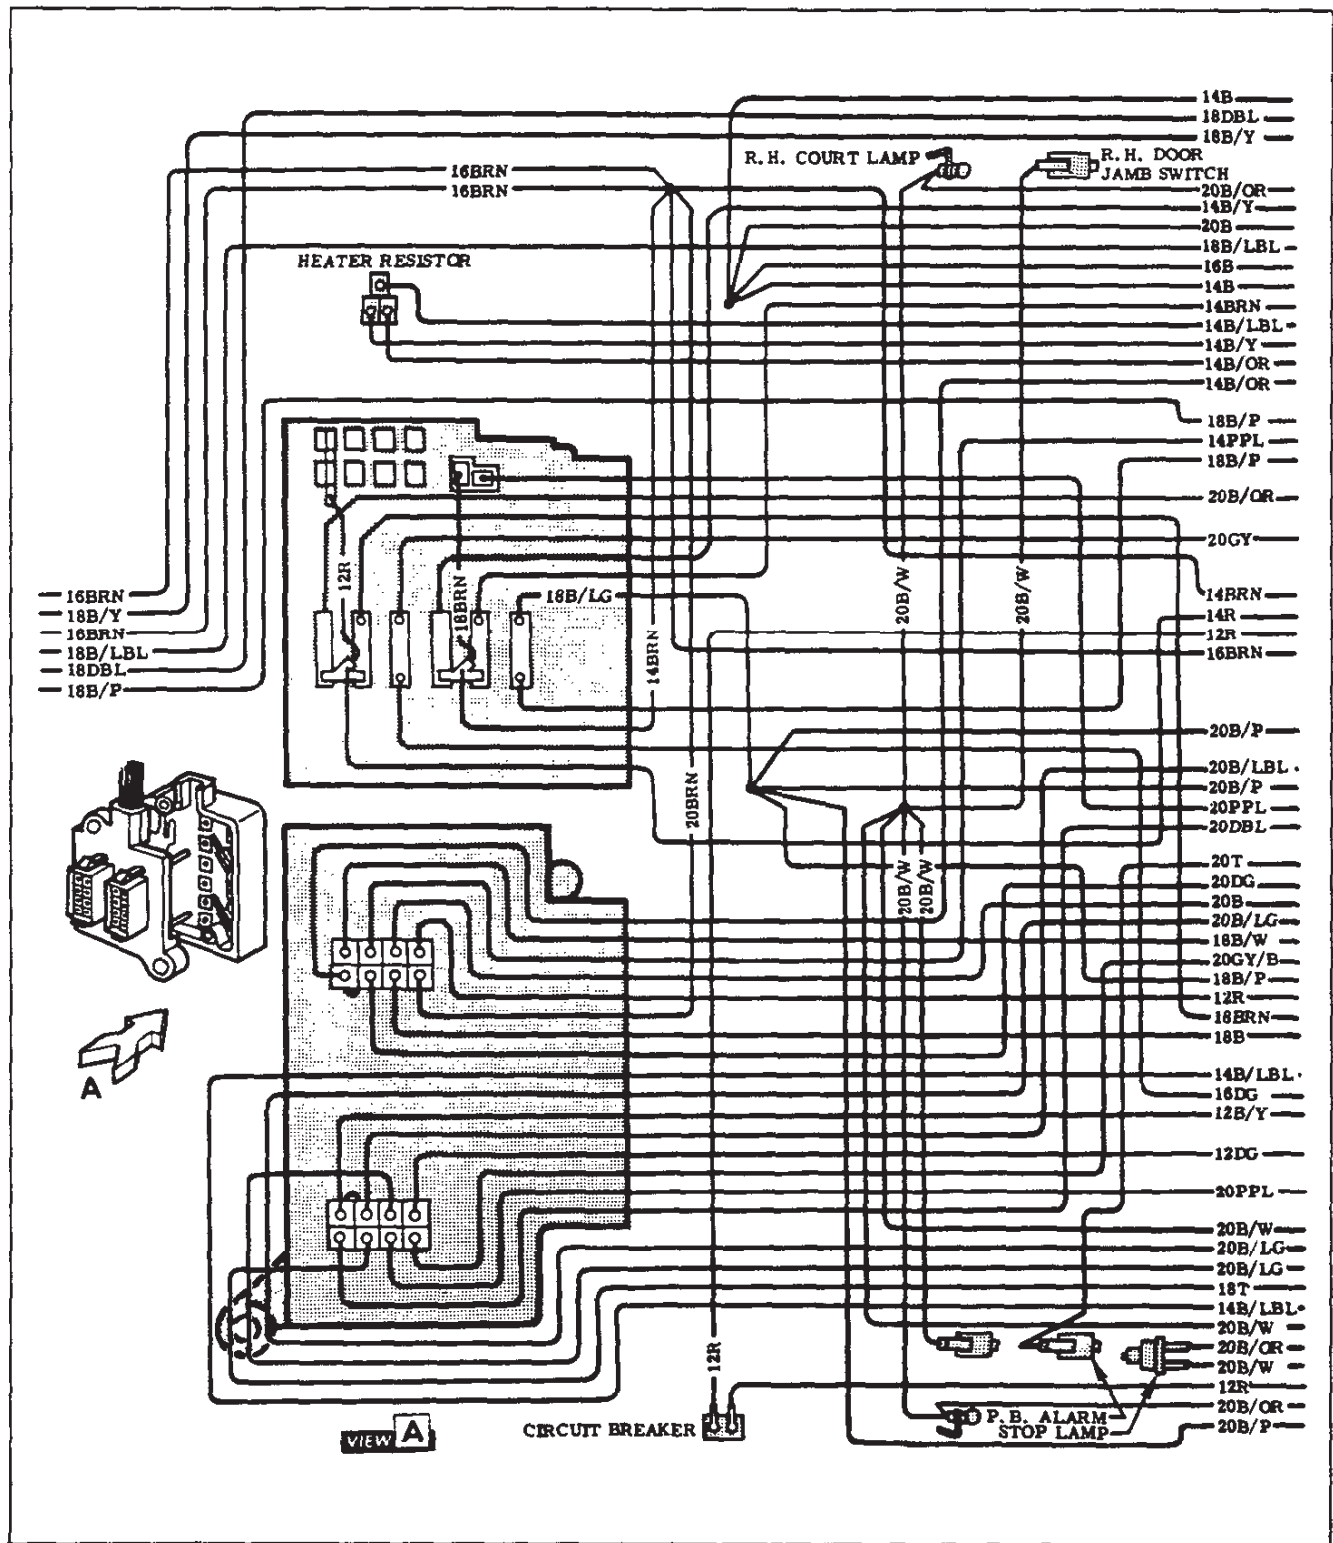 14B
18DBL
18B/Y
R.H. COURT LAMP
R.H. DOOR
JAMB SWITCH
16BRN
16BRN
20B/OR
14B/Y
20B
18B/LBL
HEATER RESISTOR
16B
14B
14BRN
14B/LBL
14B/Y
14B/OR
14B/OR
18B/P
14PPL
18B/P
20B/OR
20GY
12R
18BRN
20B/W
20B/W
16BRN
18B/Y
16BRN
18B/LBL
18DBL
18B/P
18B/LG
14BRN
14R
12R
16BRN
14BRN
20B/P
20B/LBL
20B/P
20PPL
20DBL
20BRN
20T
20DG
20B
20B/LG
20B/W
20B/W
18B/W
20GY/B
18B/P
12R
18BRN
18B
A
14B/LBL
16DG
12B/Y
12DG
20PPL
20B/W
20B/LG
20B/LG
18T
14B/LBL
20B/W
20B/OR
20B/W
12R
12R
20B/OR
20B/P
P.B. ALARM
STOP LAMP
CIRCUIT BREAKER
VIEW A